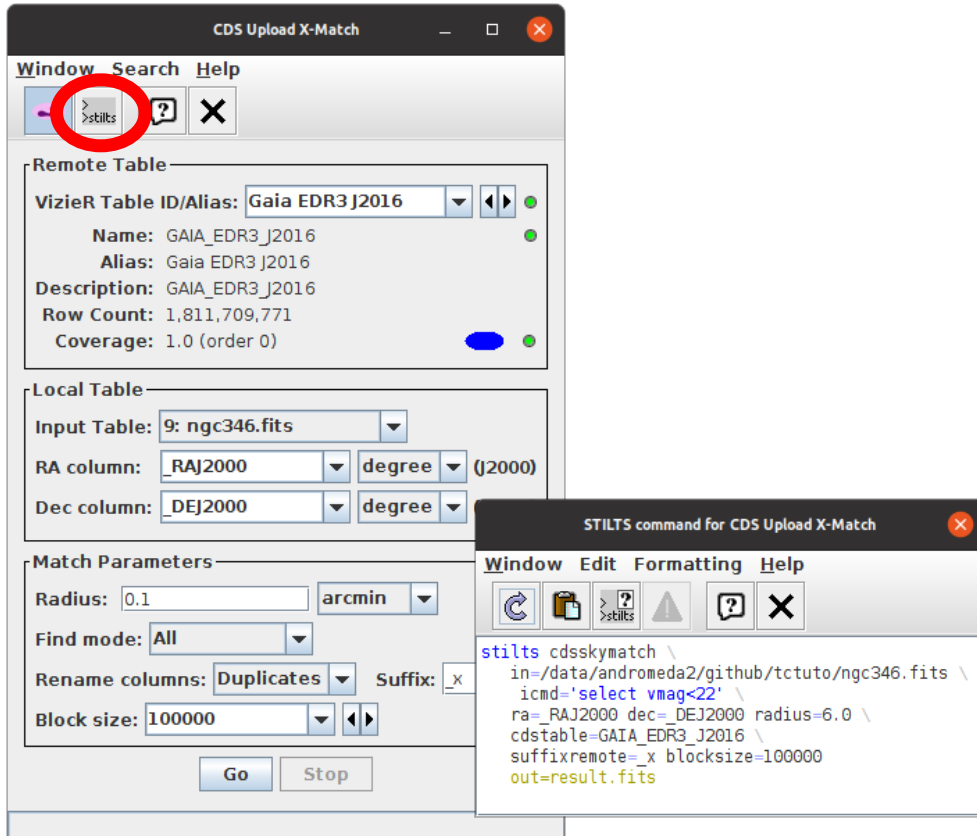 CDS Upload X-Match
Window Search Help
>
>stilts ?
Remote Table
VizieR Table ID/Alias: Gaia EDR3 J2016
Name: GAIA_EDR3_J2016
Alias: Gaia EDR3 J2016
Description: GAIA_EDR3_J2016
Row Count: 1,811,709,771
Coverage: 1.0 (order 0)
Local Table
Input Table: 9: ngc346.fits
RA column: _RAJ2000 degree (J2000)
Dec column: _DEJ2000 degree (
Match Parameters
Radius: 0.1 arcmin
Find mode: All
Rename columns: Duplicates Suffix: _x
Block size: 100000
Go Stop
STILTS command for CDS Upload X-Match
Window Edit Formatting Help
> ?
>stilts ?
stilts cdsskymatch \
in=/data/andromeda2/github/tctuto/ngc346.fits \
icmd='select vmag<22' \
ra=_RAJ2000 dec=_DEJ2000 radius=6.0 \
cdstable=GAIA_EDR3_J2016 \
suffixremote=_x blocksize=100000
out=result.fits